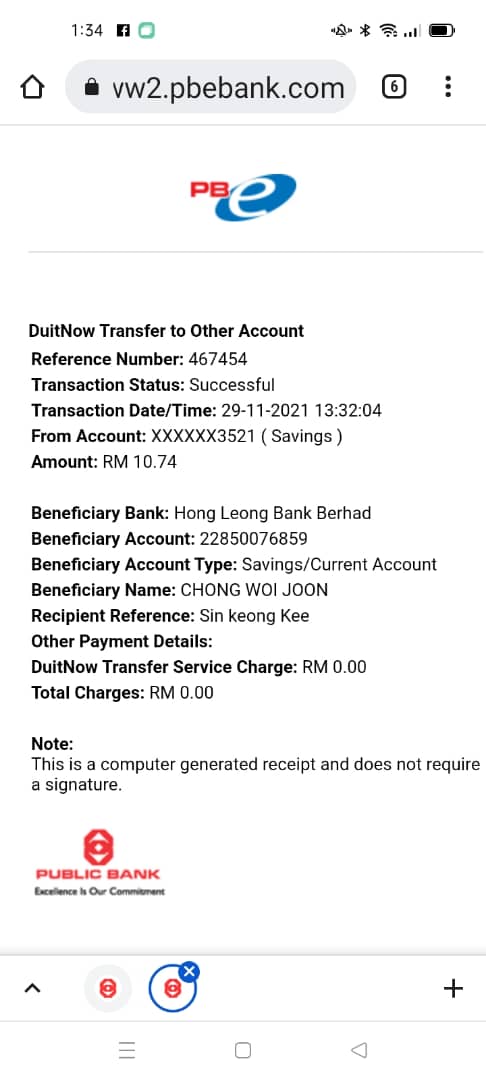 1:34
vw2.pbebank.com
6
PBe
DuitNow Transfer to Other Account
Reference Number: 467454
Transaction Status: Successful
Transaction Date/Time: 29-11-2021 13:32:04
From Account: XXXXXX3521 ( Savings )
Amount: RM 10.74
Beneficiary Bank: Hong Leong Bank Berhad
Beneficiary Account: 22850076859
Beneficiary Account Type: Savings/Current Account
Beneficiary Name: CHONG WOI JOON
Recipient Reference: Sin keong Kee
Other Payment Details:
DuitNow Transfer Service Charge: RM 0.00
Total Charges: RM 0.00
Note:
This is a computer generated receipt and does not require
a signature.
PUBLIC BANK
Excellence Is Our Commitment